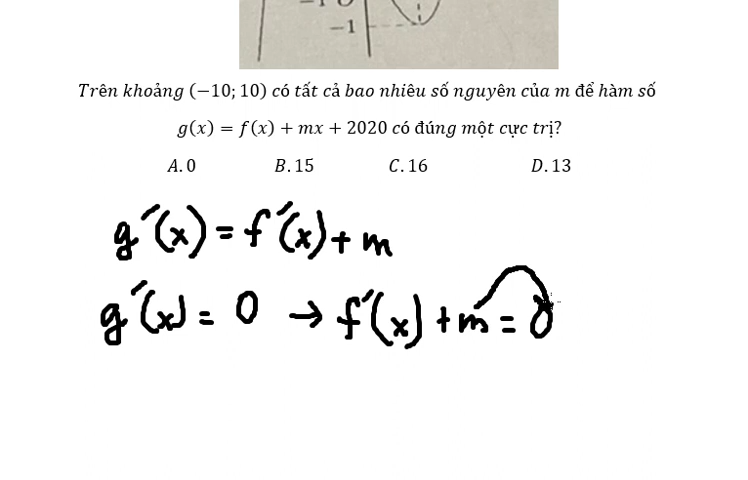 -1 O
-1
Trên khoảng (−10; 10) có tất cả bao nhiêu số nguyên của m để hàm số
g(x) = f(x) + mx + 2020 có đúng một cực trị?
A. 0 B. 15 C. 16 D. 13
g'(x) = f'(x) + m
g'(x) = 0 → f'(x) + m = 0